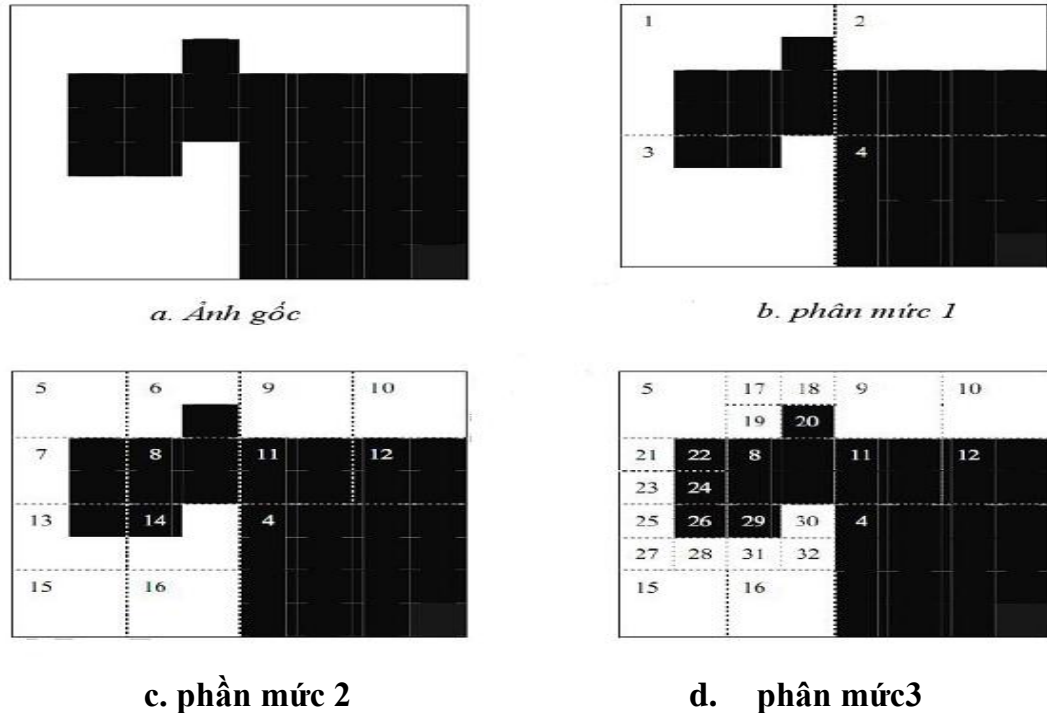 1 2
3 4
a. Ảnh gốc
b. phân mức 1
5 6 9 10
7 8 11 12
13 14 4
15 16
5 17 18 9 10
19 20
21 22 8 11 12
23 24
25 26 29 30 4
27 28 31 32
15 16
c. phần mức 2
d. phân mức3